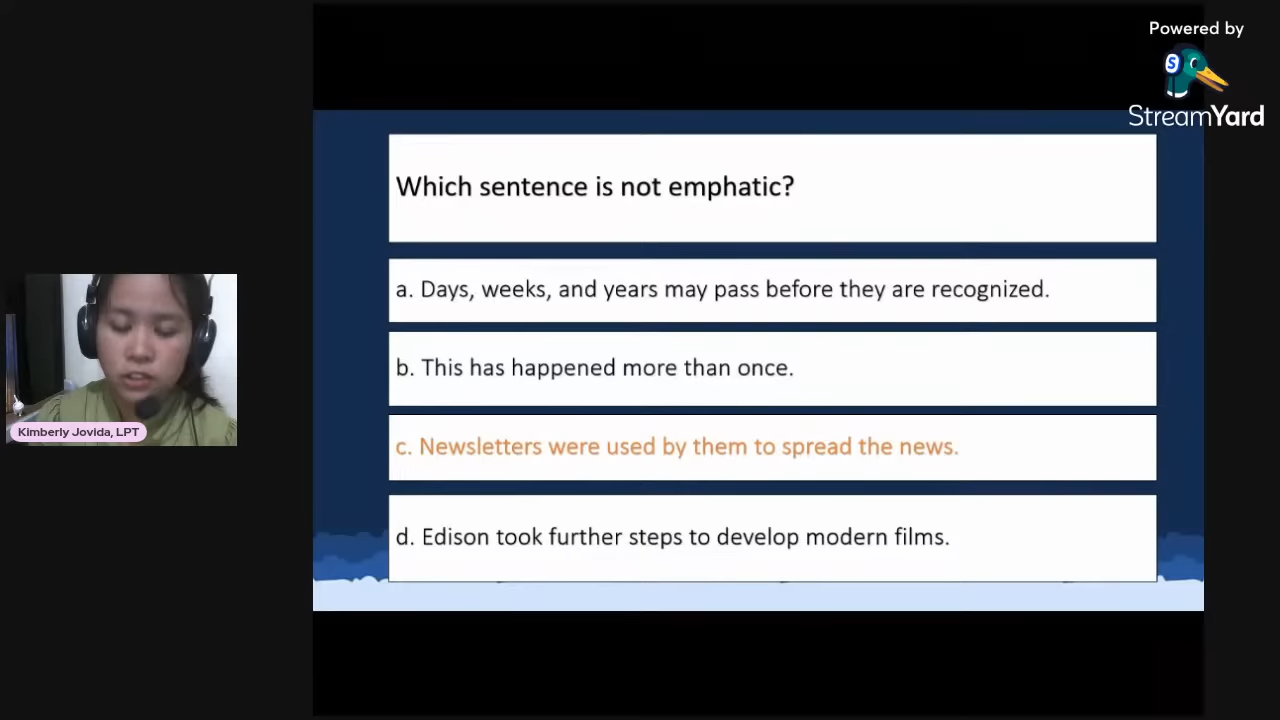 Powered by
S
StreamYard
Which sentence is not emphatic?
a. Days, weeks, and years may pass before they are recognized.
b. This has happened more than once.
c. Newsletters were used by them to spread the news.
d. Edison took further steps to develop modern films.
Kimberly Jovida, LPT